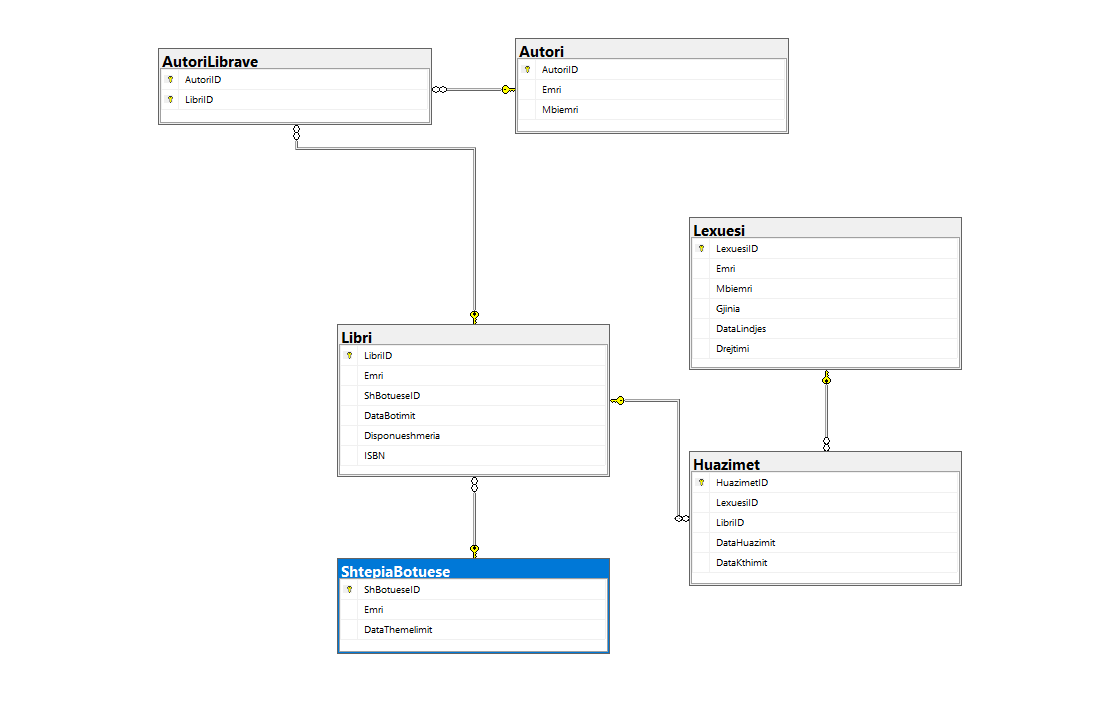 AutoriLibrave
AutoriID
LibriID
Autori
AutoriID
Emri
Mbiemri
Lexuesi
LexuesiID
Emri
Mbiemri
Gjinia
DataLindjes
Drejtimi
Libri
LibriID
Emri
ShBotueseID
DataBotimit
Disponueshmeria
ISBN
Huazimet
HuazimetID
LexuesiID
LibriID
DataHuazimit
DataKthimit
ShtepiaBotuese
ShBotueseID
Emri
DataThemelimit